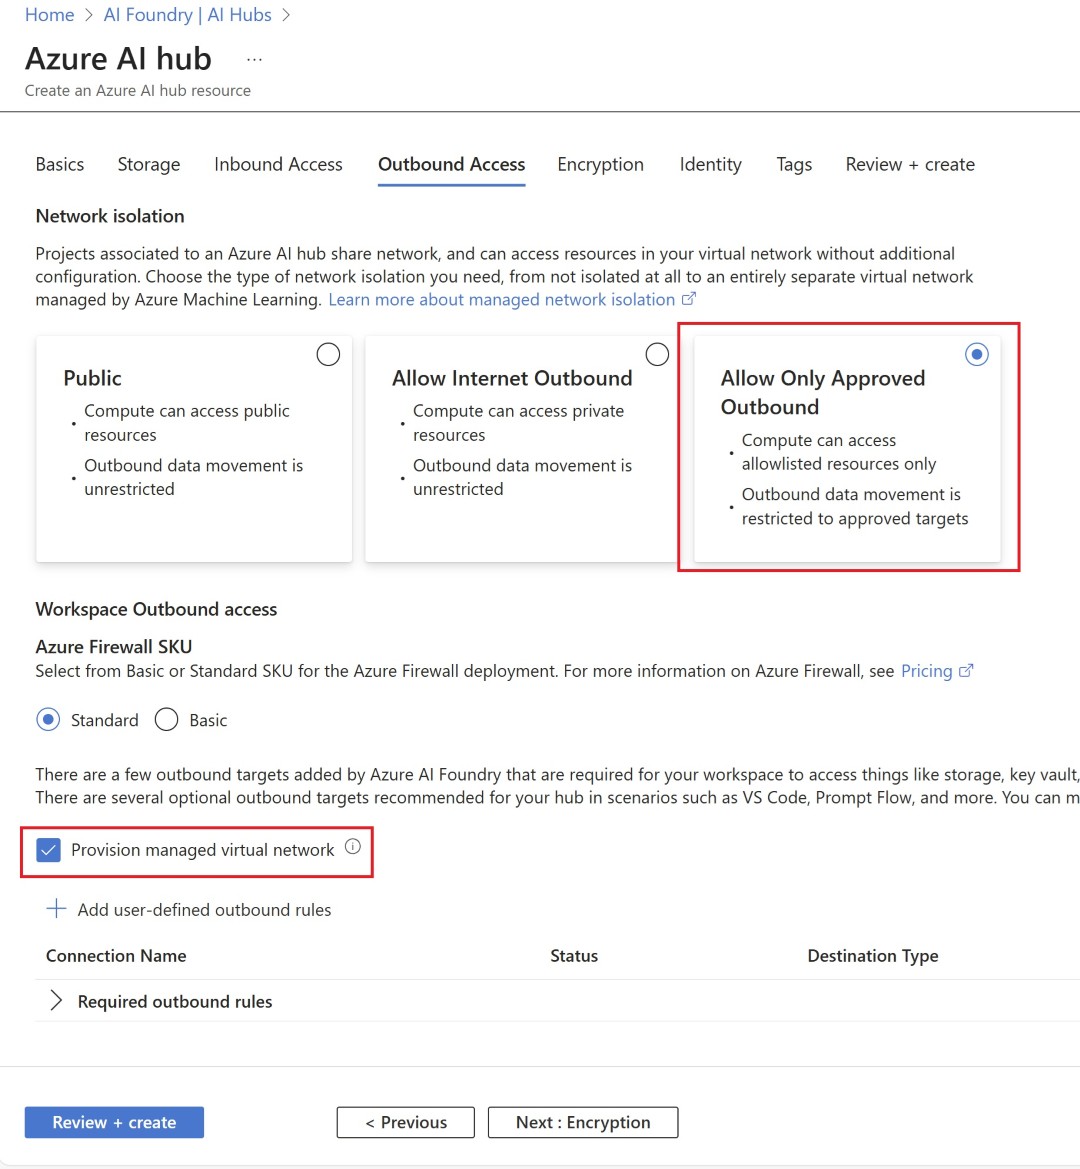 Home > AI Foundry | AI Hubs >
Azure AI hub ...
Create an Azure AI hub resource
Basics Storage Inbound Access Outbound Access Encryption Identity Tags Review + create
Network isolation
Projects associated to an Azure AI hub share network, and can access resources in your virtual network without additional
configuration. Choose the type of network isolation you need, from not isolated at all to an entirely separate virtual network
managed by Azure Machine Learning. Learn more about managed network isolation
Public
• Compute can access public
resources
• Outbound data movement is
unrestricted
Allow Internet Outbound
• Compute can access private
resources
• Outbound data movement is
unrestricted
Allow Only Approved
Outbound
• Compute can access
allowlisted resources only
• Outbound data movement is
restricted to approved targets
Workspace Outbound access
Azure Firewall SKU
Select from Basic or Standard SKU for the Azure Firewall deployment. For more information on Azure Firewall, see Pricing
Standard Basic
There are a few outbound targets added by Azure AI Foundry that are required for your workspace to access things like storage, key vault,
There are several optional outbound targets recommended for your hub in scenarios such as VS Code, Prompt Flow, and more. You can m
Provision managed virtual network
+ Add user-defined outbound rules
Connection Name Status Destination Type
> Required outbound rules
Review + create < Previous Next : Encryption